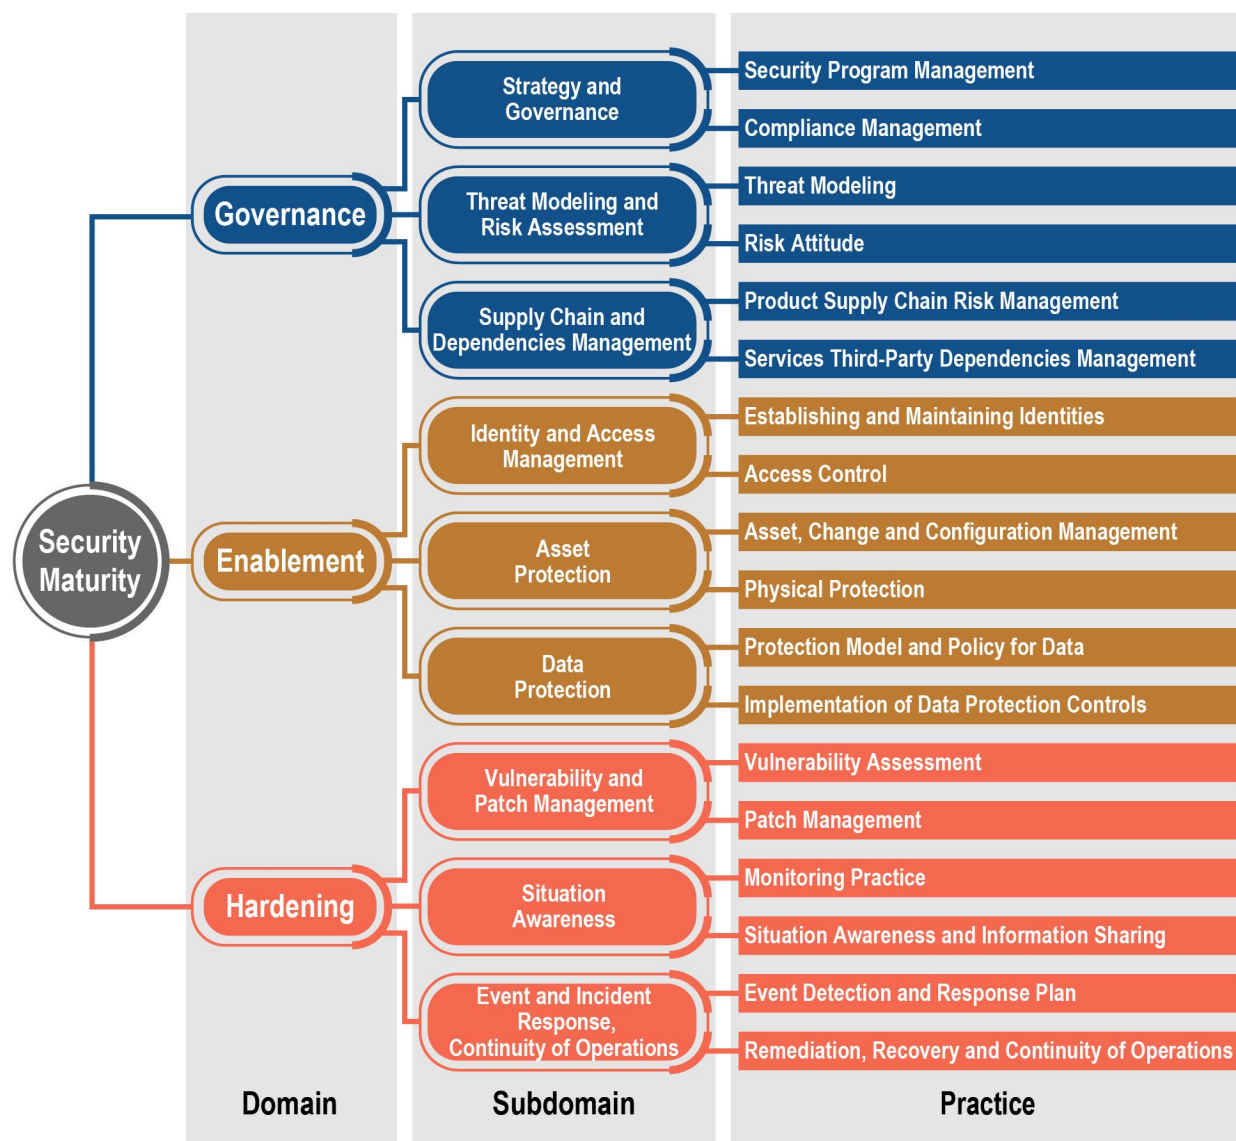 Security
Maturity
Governance
Strategy and
Governance
Security Program Management
Compliance Management
Threat Modeling and
Risk Assessment
Threat Modeling
Risk Attitude
Supply Chain and
Dependencies Management
Product Supply Chain Risk Management
Services Third-Party Dependencies Management
Enablement
Identity and Access
Management
Establishing and Maintaining Identities
Access Control
Asset
Protection
Asset, Change and Configuration Management
Physical Protection
Data
Protection
Protection Model and Policy for Data
Implementation of Data Protection Controls
Hardening
Vulnerability and
Patch Management
Vulnerability Assessment
Patch Management
Situation
Awareness
Monitoring Practice
Situation Awareness and Information Sharing
Event and Incident
Response,
Continuity of Operations
Event Detection and Response Plan
Remediation, Recovery and Continuity of Operations
Domain
Subdomain
Practice